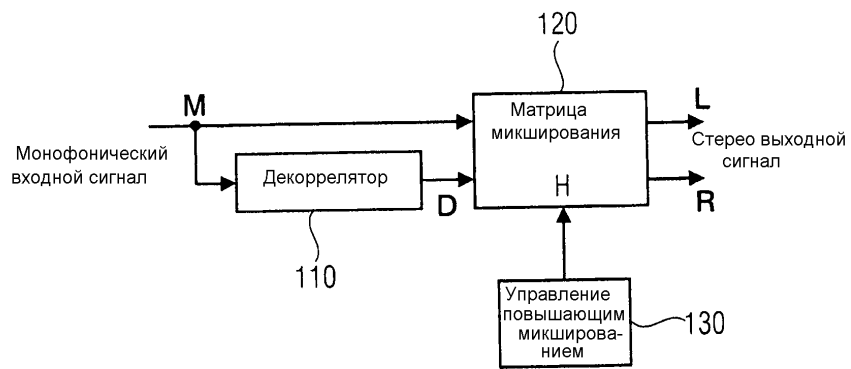 120
M
Матрица
микширования
L
Монофонический
входной сигнал
Стерео выходной
сигнал
Декоррелятор
D
H
R
110
Управление
повышающим
микширова-
нием
130